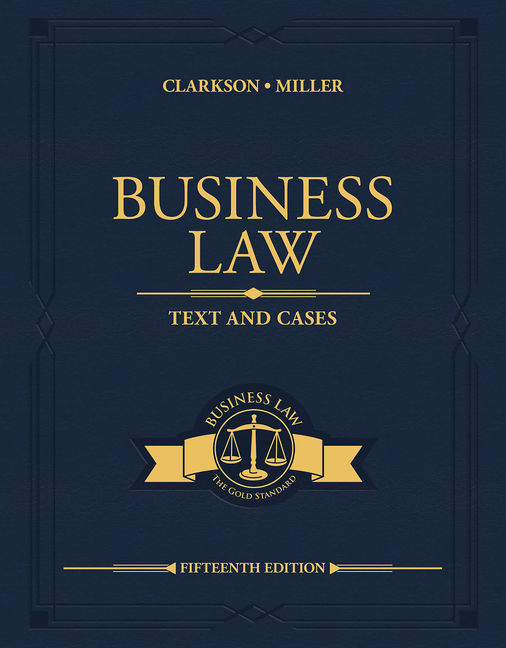 CLARKSON • MILLER
BUSINESS
LAW
TEXT AND CASES
BUSINESS LAW
THE GOLD STANDARD
FIFTEENTH EDITION